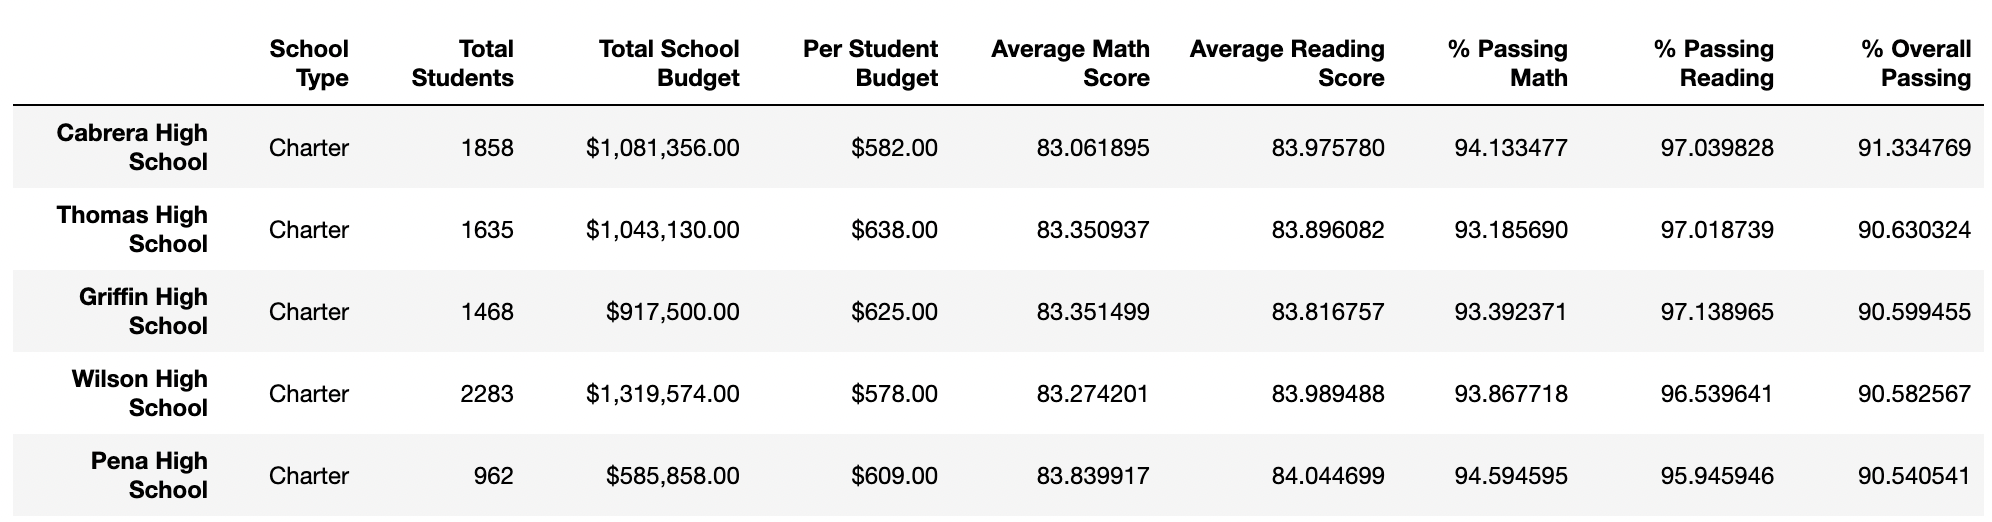 School Total Total School Per Student Average Math Average Reading % Passing % Passing % Overall
Type Students Budget Budget Score Score Math Reading Passing
Cabrera High
School Charter 1858 $1,081,356.00 $582.00 83.061895 83.975780 94.133477 97.039828 91.334769
Thomas High
School Charter 1635 $1,043,130.00 $638.00 83.350937 83.896082 93.185690 97.018739 90.630324
Griffin High
School Charter 1468 $917,500.00 $625.00 83.351499 83.816757 93.392371 97.138965 90.599455
Wilson High
School Charter 2283 $1,319,574.00 $578.00 83.274201 83.989488 93.867718 96.539641 90.582567
Pena High
School Charter 962 $585,858.00 $609.00 83.839917 84.044699 94.594595 95.945946 90.540541